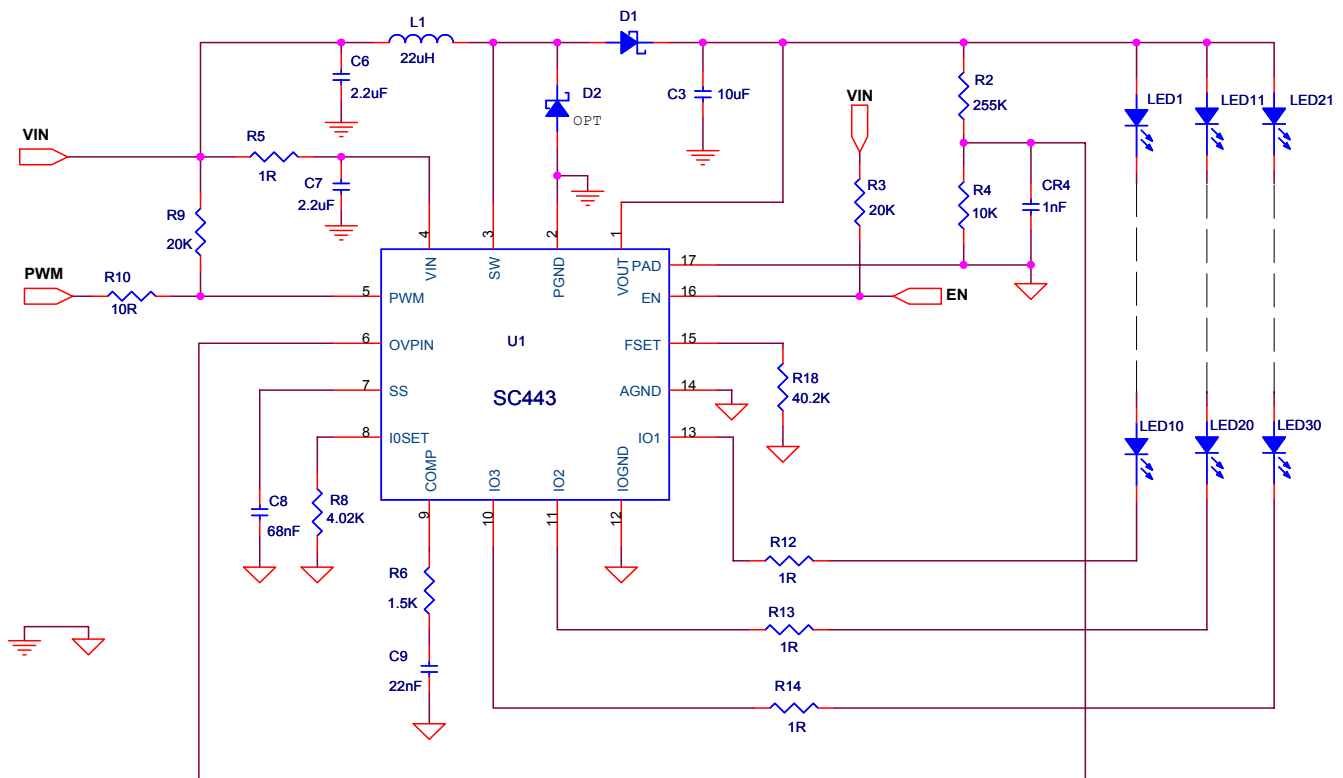 L1
22uH
D1
C6
2.2uF
D2
OPT
C3
10uF
VIN
R2
255K
LED1
LED11
LED21
VIN
R5
1R
C7
2.2uF
R3
20K
R4
10K
CR4
1nF
R9
20K
4
3
2
1
VIN
SW
PGND
VOUT
PAD
17
PWM
R10
10R
5
PWM
EN
16
EN
6
OVPIN
U1
FSET
15
R18
40.2K
7
SS
SC443
AGND
14
8
I0SET
IO1
13
LED10
LED20
LED30
COMP
IO3
IO2
IOGND
9
10
11
12
C8
68nF
R8
4.02K
R12
1R
R6
1.5K
R13
1R
C9
22nF
R14
1R